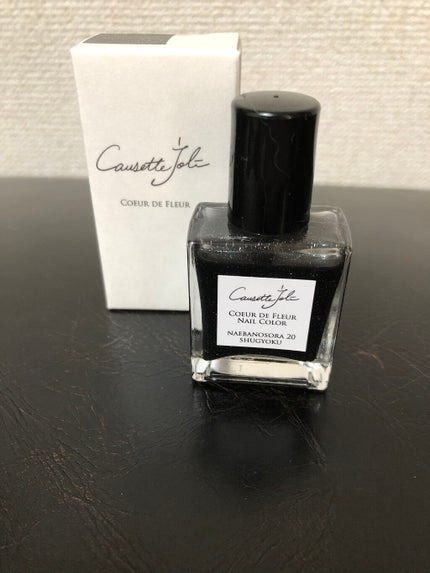 Causette Joli
COEUR DE FLEUR
Causette Joli
COEUR DE FLEUR
NAIL COLOR
NAEBANOSORA 20
SHUGYOKU